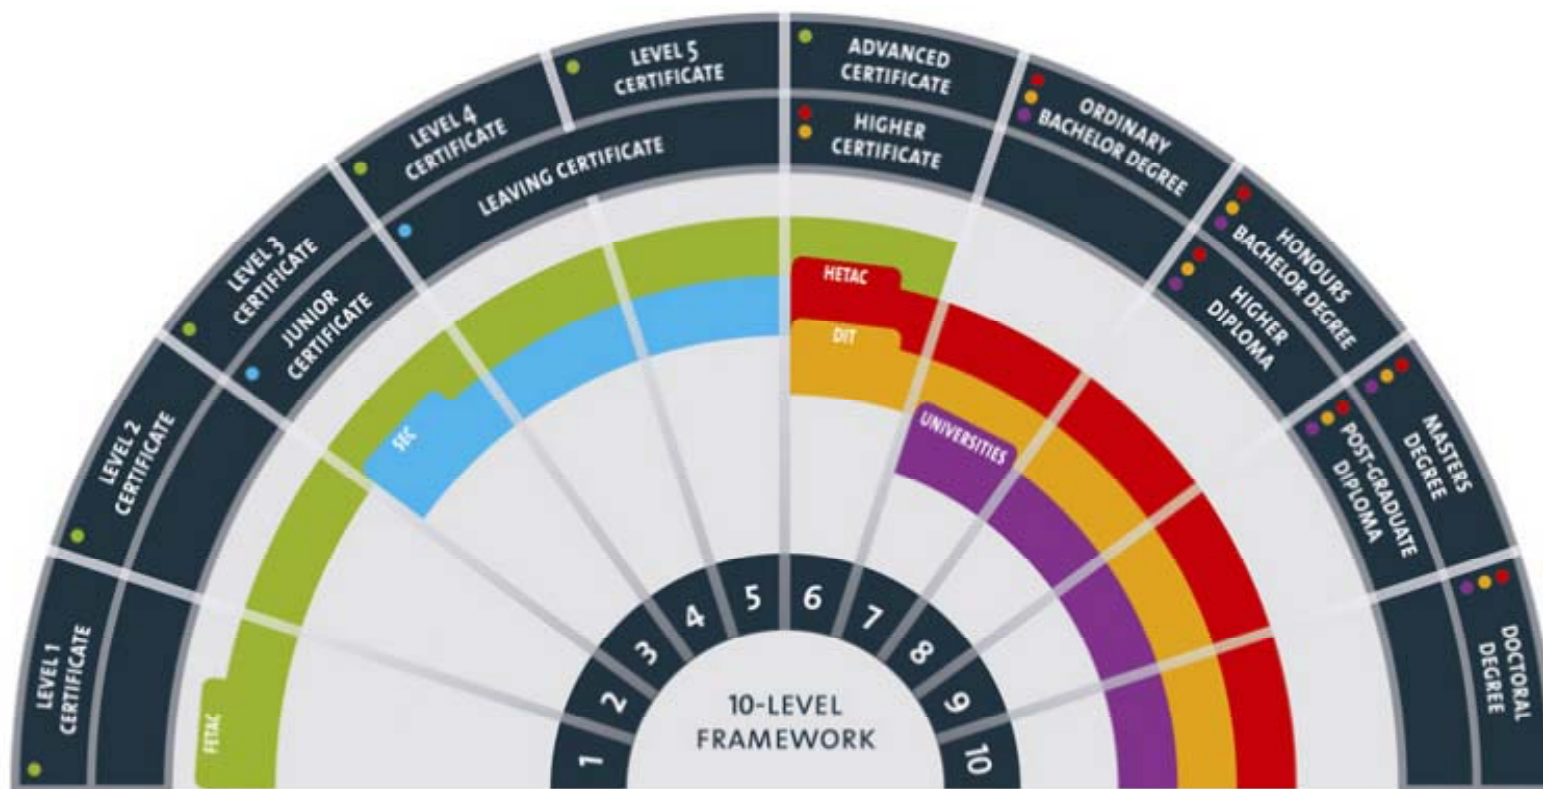 LEVEL 1
CERTIFICATE
LEVEL 2
CERTIFICATE
LEVEL 3
CERTIFICATE
JUNIOR
CERTIFICATE
LEVEL 4
CERTIFICATE
LEVEL 5
CERTIFICATE
LEAVING CERTIFICATE
ADVANCED
CERTIFICATE
HIGHER
CERTIFICATE
ORDINARY
BACHELOR DEGREE
HONOURS
BACHELOR DEGREE
HIGHER
DIPLOMA
MASTERS
DEGREE
POST-GRADUATE
DIPLOMA
DOCTORAL
DEGREE
FETAC
SEC
HETAC
DIT
UNIVERSITIES
1
2
3
4
5
6
7
8
9
10
10-LEVEL
FRAMEWORK